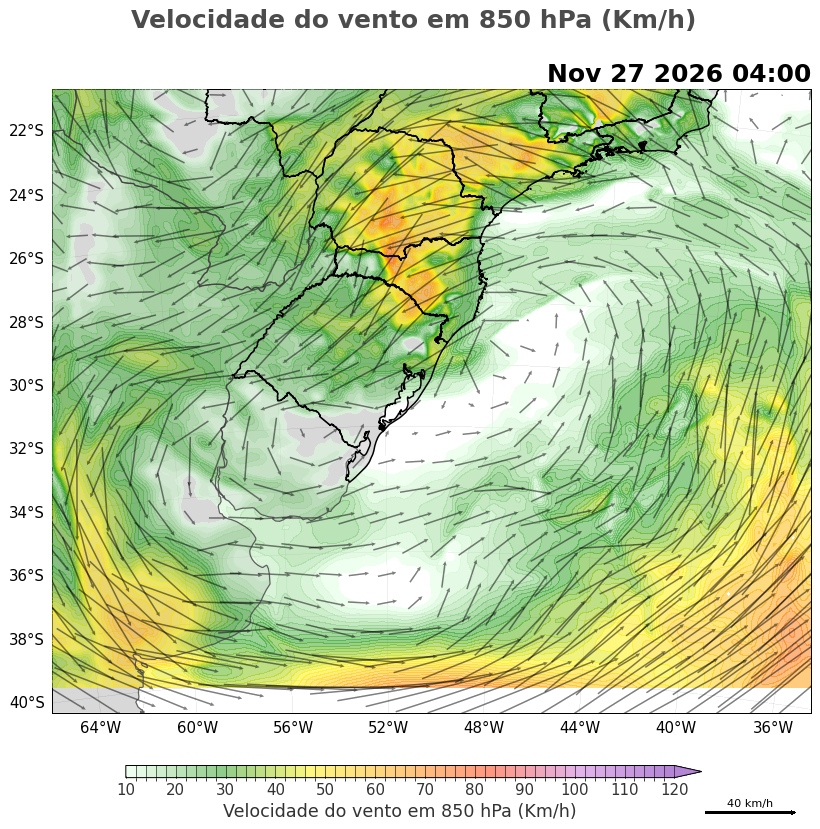 Velocidade do vento em 850 hPa (Km/h)
Nov 27 2026 04:00
22°S
24°S
26°S
28°S
30°S
32°S
34°S
36°S
38°S
40°S
64°W 60°W 56°W 52°W 48°W 44°W 40°W 36°W
10 20 30 40 50 60 70 80 90 100 110 120
Velocidade do vento em 850 hPa (Km/h)
40 km/h